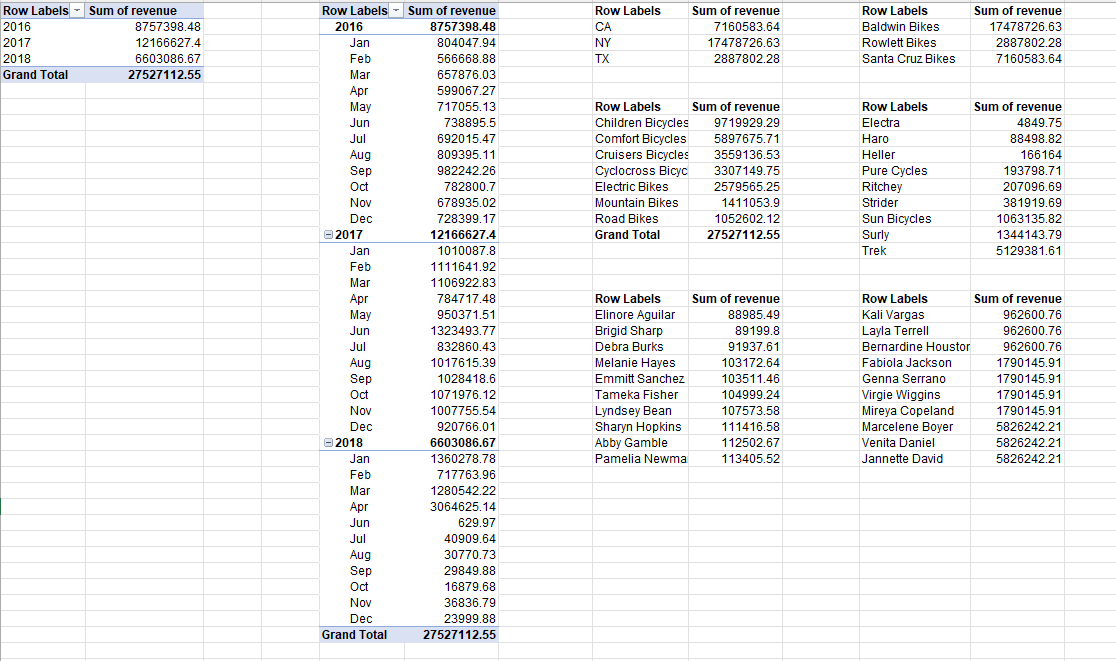 Row Labels Sum of revenue
2016 8757398.48
2017 12166627.4
2018 6603086.67
Grand Total 27527112.55
Row Labels Sum of revenue
2016 8757398.48
Jan 804047.94
Feb 566668.88
Mar 657876.03
Apr 599067.27
May 717055.13
Jun 738895.5
Jul 692015.47
Aug 809395.11
Sep 982242.26
Oct 782800.7
Nov 678935.02
Dec 728399.17
2017 12166627.4
Jan 1010087.8
Feb 1111641.92
Mar 1106922.83
Apr 784717.48
May 950371.51
Jun 1323493.77
Jul 832860.43
Aug 1017615.39
Sep 1028418.6
Oct 1071976.12
Nov 1007755.54
Dec 920766.01
2018 6603086.67
Jan 1360278.78
Feb 717763.96
Mar 1280542.22
Apr 3064625.14
Jun 629.97
Jul 40909.64
Aug 30770.73
Sep 29849.88
Oct 16879.68
Nov 36836.79
Dec 23999.88
Grand Total 27527112.55
Row Labels Sum of revenue
CA 7160583.64
NY 17478726.63
TX 2887802.28
Row Labels Sum of revenue
Children Bicycles 9719929.29
Comfort Bicycles 5897675.71
Cruisers Bicycles 3559136.53
Cyclocross Bicyc 3307149.75
Electric Bikes 2579565.25
Mountain Bikes 1411053.9
Road Bikes 1052602.12
Grand Total 27527112.55
Row Labels Sum of revenue
Elinore Aguilar 88985.49
Brigid Sharp 89199.8
Debra Burks 91937.61
Melanie Hayes 103172.64
Emmitt Sanchez 103511.46
Tameka Fisher 104999.24
Lyndsey Bean 107573.58
Sharyn Hopkins 111416.58
Abby Gamble 112502.67
Pamelia Newma 113405.52
Row Labels Sum of revenue
Baldwin Bikes 17478726.63
Rowlett Bikes 2887802.28
Santa Cruz Bikes 7160583.64
Row Labels Sum of revenue
Electra 4849.75
Haro 88498.82
Heller 166164
Pure Cycles 193798.71
Ritchey 207096.69
Strider 381919.69
Sun Bicycles 1063135.82
Surly 1344143.79
Trek 5129381.61
Row Labels Sum of revenue
Kali Vargas 962600.76
Layla Terrell 962600.76
Bernardine Houstor 962600.76
Fabiola Jackson 1790145.91
Genna Serrano 1790145.91
Virgie Wiggins 1790145.91
Mireya Copeland 1790145.91
Marcelene Boyer 5826242.21
Venita Daniel 5826242.21
Jannette David 5826242.21